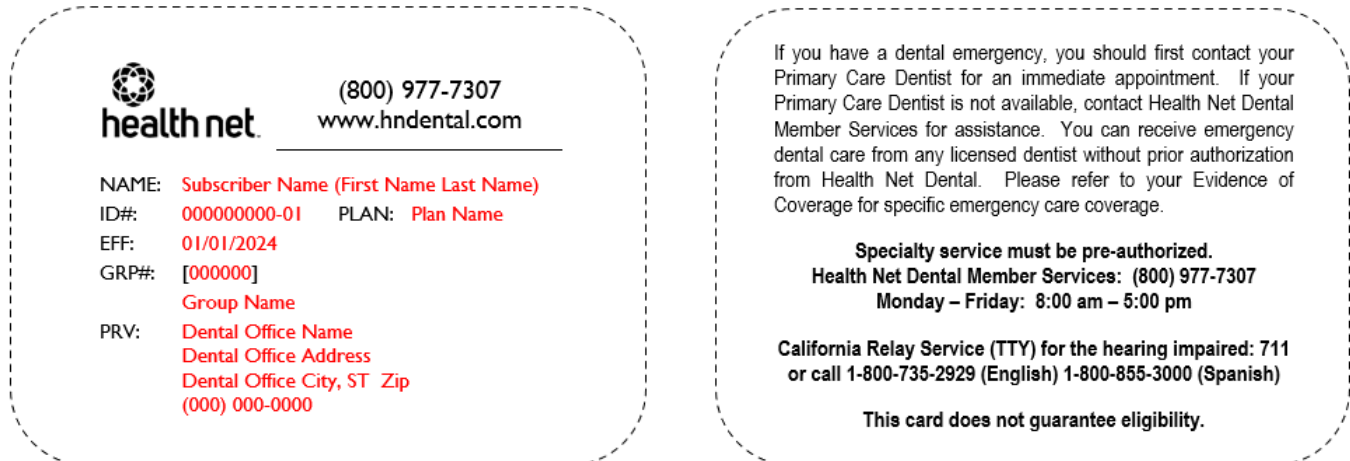 health net.
(800) 977-7307
www.hndental.com
NAME: Subscriber Name (First Name Last Name)
ID#: 000000000-01 PLAN: Plan Name
EFF: 01/01/2024
GRP#: [000000]
Group Name
PRV: Dental Office Name
Dental Office Address
Dental Office City, ST Zip
(000) 000-0000
If you have a dental emergency, you should first contact your
Primary Care Dentist for an immediate appointment. If your
Primary Care Dentist is not available, contact Health Net Dental
Member Services for assistance. You can receive emergency
dental care from any licensed dentist without prior authorization
from Health Net Dental. Please refer to your Evidence of
Coverage for specific emergency care coverage.
Specialty service must be pre-authorized.
Health Net Dental Member Services: (800) 977-7307
Monday – Friday: 8:00 am – 5:00 pm
California Relay Service (TTY) for the hearing impaired: 711
or call 1-800-735-2929 (English) 1-800-855-3000 (Spanish)
This card does not guarantee eligibility.